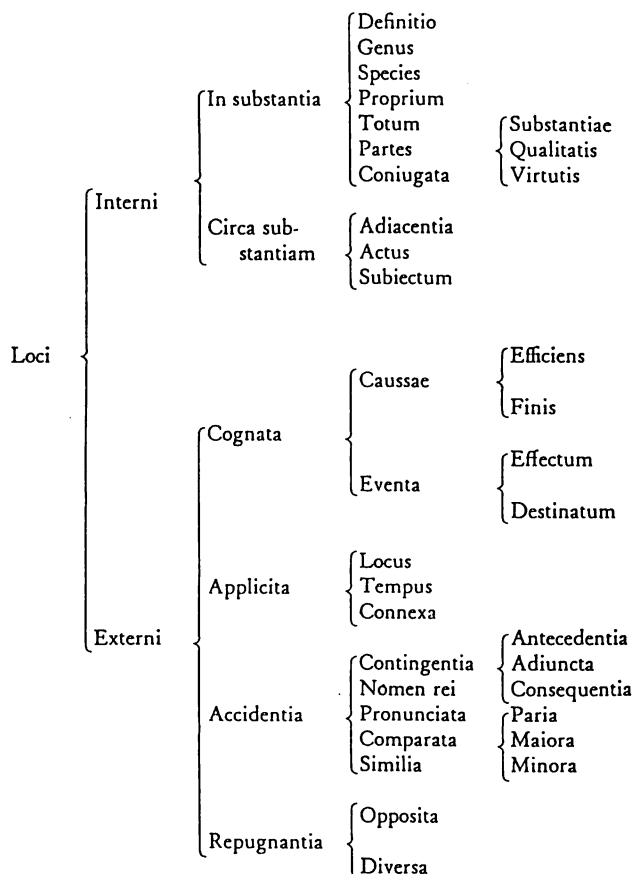 Definitio
Genus
Species
In substantia
Proprium
Totum
Partes
Coniugata
Substantiae
Qualitatis
Virtutis
Interni
Circa sub-
stantiam
Adiacentia
Actus
Subiectum
Loci
Efficiens
Caussae
Finis
Cognata
Effectum
Eventa
Destinatum
Locus
Applicita
Tempus
Connexa
Externi
Contingentia
Antecedentia
Adiuncta
Consequentia
Nomen rei
Accidentia
Pronunciata
Comparata
Similia
Paria
Maiora
Minora
Opposita
Repugnantia
Diversa